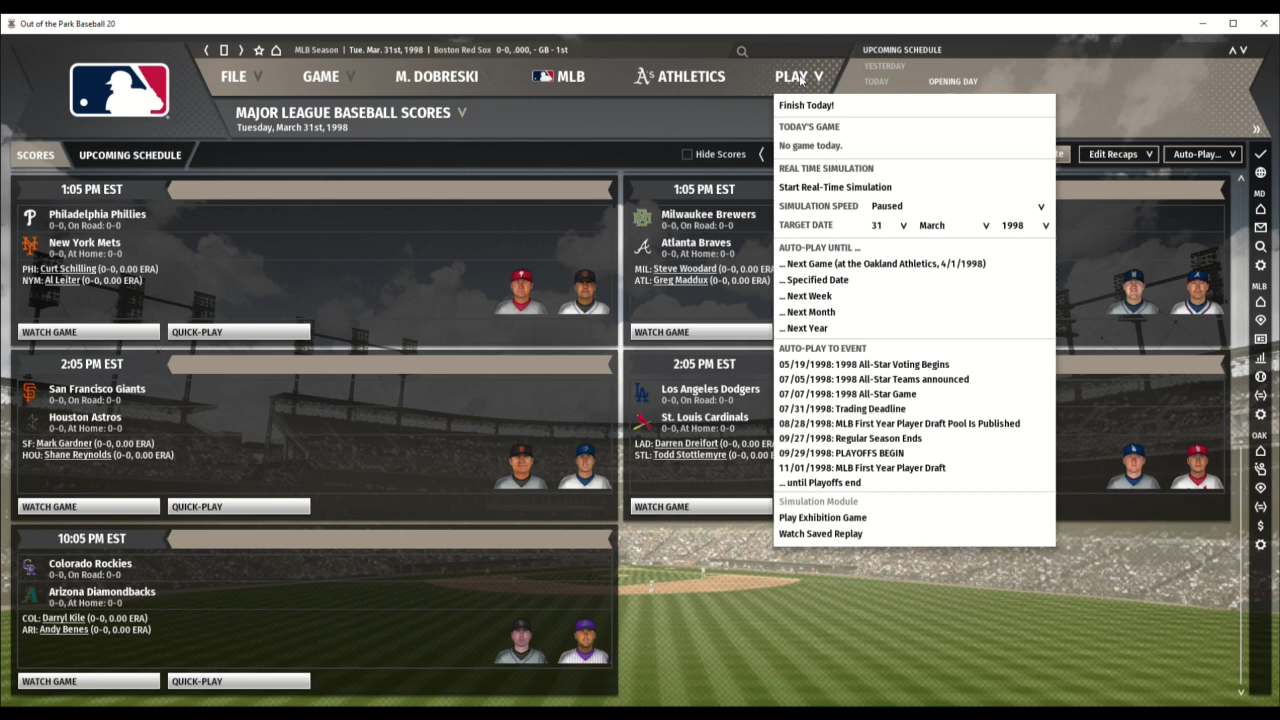 Out of the Park Baseball 20
MLB Season | Tue. Mar. 31st, 1998 | Boston Red Sox 0-0, .000, - GB - 1st
UPCOMING SCHEDULE
YESTERDAY
TODAY OPENING DAY
FILE GAME M. DOBRESKI MLB A's ATHLETICS PLAY
MAJOR LEAGUE BASEBALL SCORES
Tuesday, March 31st, 1998
SCORES UPCOMING SCHEDULE Hide Scores Edit Recaps Auto-Play...
1:05 PM EST
Philadelphia Phillies
0-0, On Road: 0-0
New York Mets
0-0, At Home: 0-0
PHI: Curt Schilling (0-0, 0.00 ERA)
NYM: Al Leiter (0-0, 0.00 ERA)
WATCH GAME QUICK-PLAY
1:05 PM EST
Milwaukee Brewers
0-0, On Road: 0-0
Atlanta Braves
0-0, At Home: 0-0
MIL: Steve Woodard (0-0, 0.00 ERA
ATL: Greg Maddux (0-0, 0.00 ERA)
WATCH GAME
2:05 PM EST
San Francisco Giants
0-0, On Road: 0-0
Houston Astros
0-0, At Home: 0-0
SF: Mark Gardner (0-0, 0.00 ERA)
HOU: Shane Reynolds (0-0, 0.00 ERA)
WATCH GAME QUICK-PLAY
2:05 PM EST
Los Angeles Dodgers
0-0, On Road: 0-0
St. Louis Cardinals
0-0, At Home: 0-0
LAD: Darren Dreifort (0-0, 0.00 ERA
STL: Todd Stottlemyre (0-0, 0.00
WATCH GAME
10:05 PM EST
Colorado Rockies
0-0, On Road: 0-0
Arizona Diamondbacks
0-0, At Home: 0-0
COL: Darryl Kile (0-0, 0.00 ERA)
ARI: Andy Benes (0-0, 0.00 ERA)
WATCH GAME QUICK-PLAY
Finish Today!
TODAY'S GAME
No game today.
REAL TIME SIMULATION
Start Real-Time Simulation
SIMULATION SPEED Paused
TARGET DATE 31 March 1998
AUTO-PLAY UNTIL ...
... Next Game (at the Oakland Athletics, 4/1/1998)
... Specified Date
... Next Week
... Next Month
... Next Year
AUTO-PLAY TO EVENT
05/19/1998: 1998 All-Star Voting Begins
07/05/1998: 1998 All-Star Teams announced
07/07/1998: 1998 All-Star Game
07/31/1998: Trading Deadline
08/28/1998: MLB First Year Player Draft Pool Is Published
09/27/1998: Regular Season Ends
09/29/1998: PLAYOFFS BEGIN
11/01/1998: MLB First Year Player Draft
... until Playoffs end
Simulation Module
Play Exhibition Game
Watch Saved Replay
MD
MLB
OAK